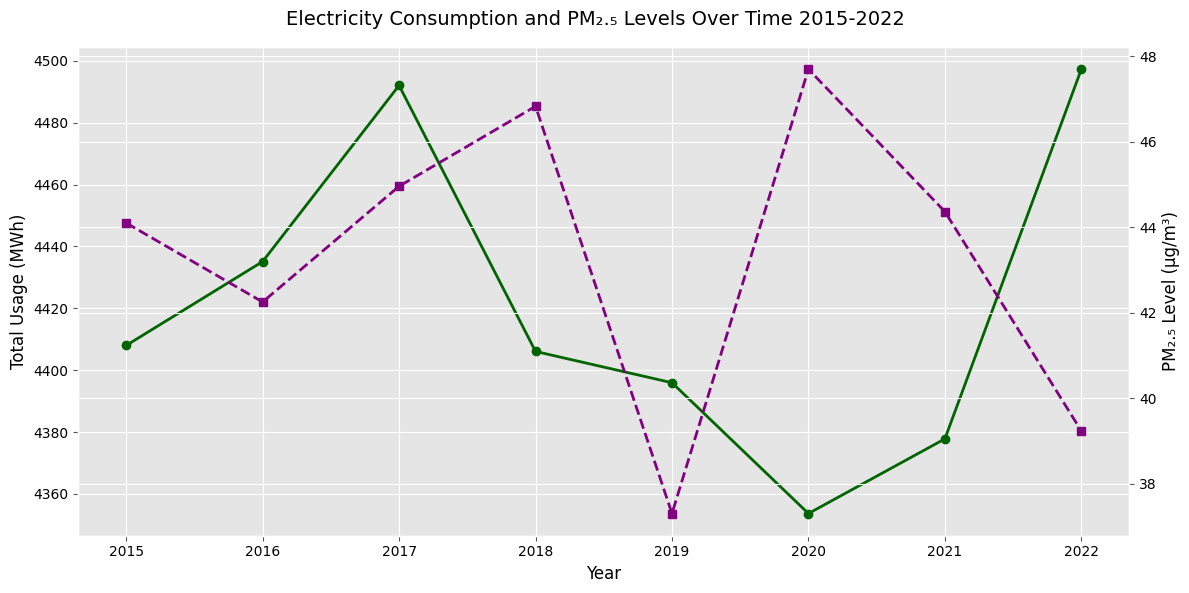 Electricity Consumption and PM₂.₅ Levels Over Time 2015-2022
Total Usage (MWh)
4500
4480
4460
4440
4420
4400
4380
4360
48
46
44
42
40
38
PM₂.₅ Level (µg/m³)
2015 2016 2017 2018 2019 2020 2021 2022
Year